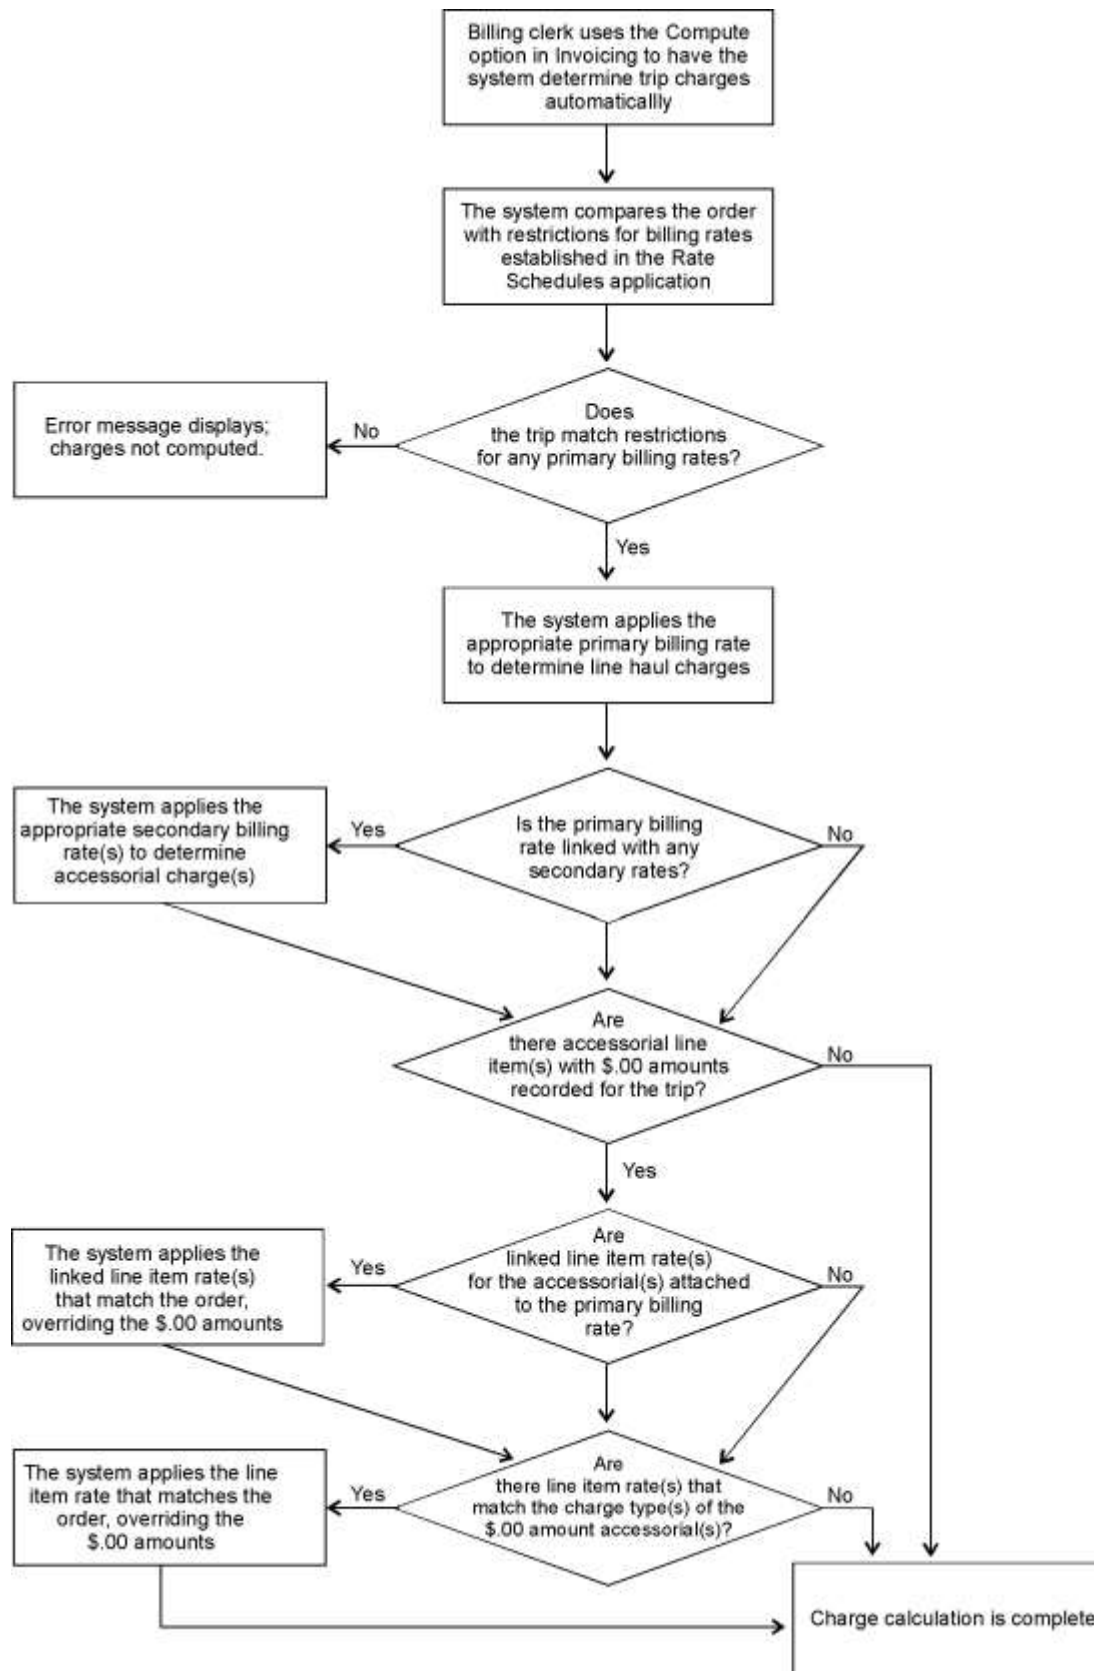 Billing clerk uses the Compute
option in Invoicing to have the
system determine trip charges
automaticallly
The system compares the order
with restrictions for billing rates
established in the Rate
Schedules application
Does
the trip match restrictions
for any primary billing rates?
No
Error message displays;
charges not computed.
Yes
The system applies the
appropriate primary billing rate
to determine line haul charges
Is the primary billing
rate linked with any
secondary rates?
Yes
No
The system applies the
appropriate secondary billing
rate(s) to determine
accessorial charge(s)
Are
there accessorial line
item(s) with $.00 amounts
recorded for the trip?
No
Yes
Are
linked line item rate(s)
for the accessorial(s) attached
to the primary billing
rate?
Yes
No
The system applies the
linked line item rate(s)
that match the order,
overriding the $.00 amounts
Are
there line item rate(s) that
match the charge type(s) of the
$.00 amount accessorial(s)?
Yes
No
The system applies the line
item rate that matches the
order, overriding the
$.00 amounts
Charge calculation is complete